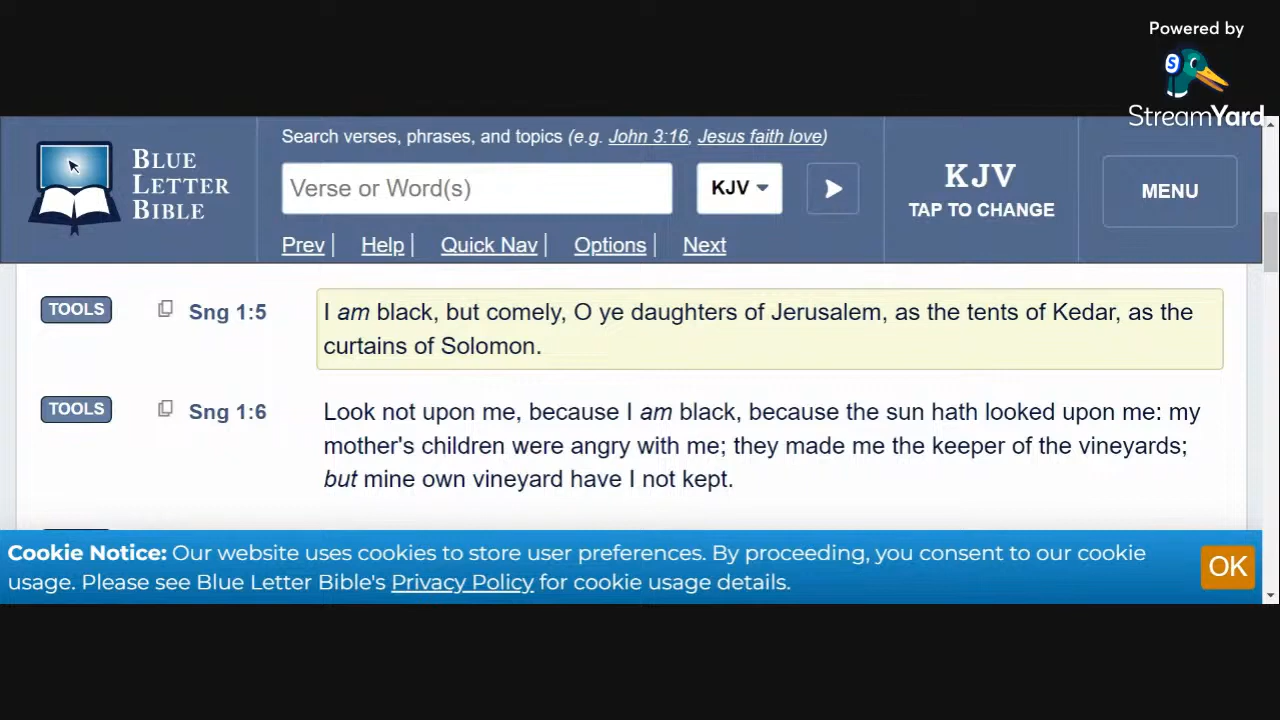 Powered by
StreamYard
BLUE
LETTER
BIBLE
Search verses, phrases, and topics (e.g. John 3:16, Jesus faith love)
Verse or Word(s)
KJV
KJV
TAP TO CHANGE
MENU
Prev | Help | Quick Nav | Options | Next
TOOLS Sng 1:5 I am black, but comely, O ye daughters of Jerusalem, as the tents of Kedar, as the
curtains of Solomon.
TOOLS Sng 1:6 Look not upon me, because I am black, because the sun hath looked upon me: my
mother's children were angry with me; they made me the keeper of the vineyards;
but mine own vineyard have I not kept.
Cookie Notice: Our website uses cookies to store user preferences. By proceeding, you consent to our cookie
usage. Please see Blue Letter Bible's Privacy Policy for cookie usage details.
OK